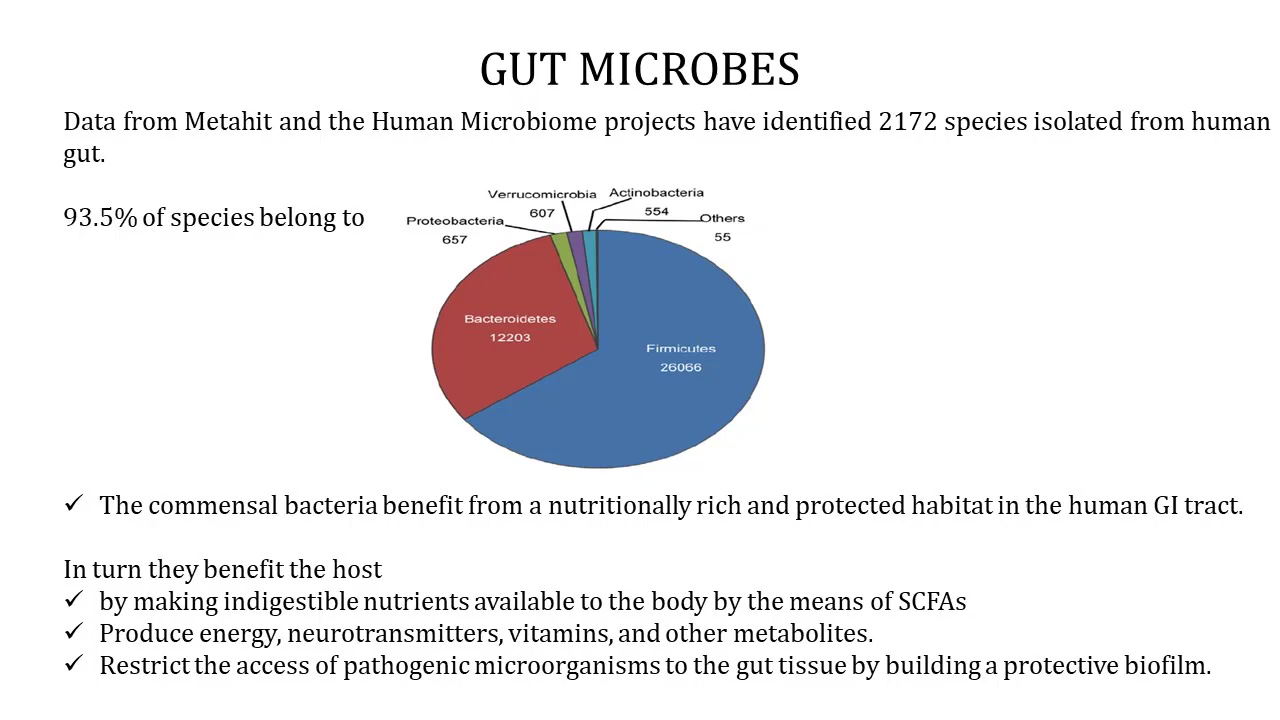 GUT MICROBES
Data from Metahit and the Human Microbiome projects have identified 2172 species isolated from human
gut.
93.5% of species belong to
Verrucomicrobia
607
Actinobacteria
554
Proteobacteria
657
Others
55
Bacteroidetes
12203
Firmicutes
26066
✓ The commensal bacteria benefit from a nutritionally rich and protected habitat in the human GI tract.
In turn they benefit the host
✓ by making indigestible nutrients available to the body by the means of SCFAs
✓ Produce energy, neurotransmitters, vitamins, and other metabolites.
✓ Restrict the access of pathogenic microorganisms to the gut tissue by building a protective biofilm.